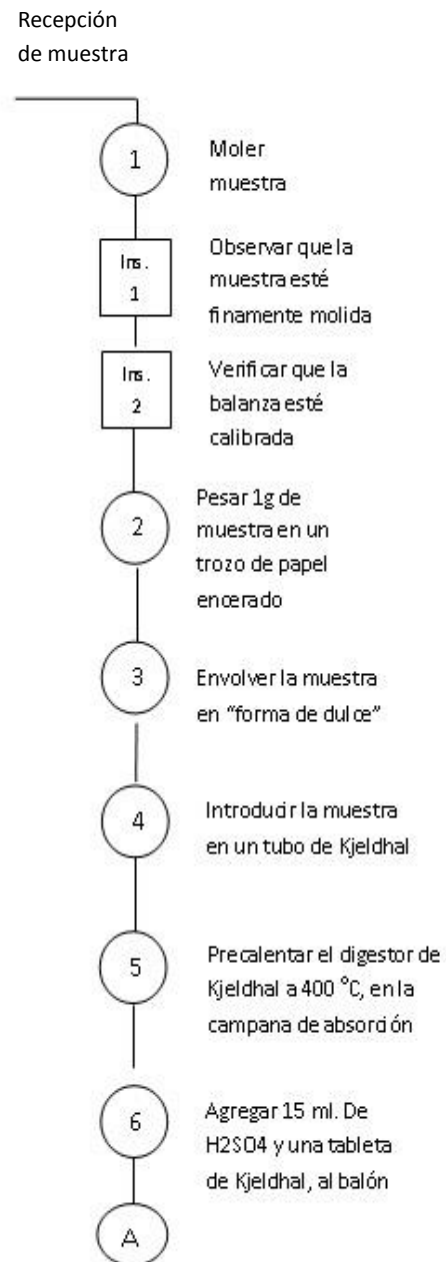 Recepción
de muestra
1
Moler
muestra
Ins.
1
Observar que la
muestra esté
finamente molida
Ins.
2
Verificar que la
balanza esté
calibrada
2
Pesar 1g de
muestra en un
trozo de papel
encerado
3
Envolver la muestra
en “forma de dulce”
4
Introducir la muestra
en un tubo de Kjeldhal
5
Precalentar el digestor de
Kjeldhal a 400 °C, en la
campana de absorción
6
Agregar 15 ml. De
H2SO4 y una tableta
de Kjeldhal, al balón
A